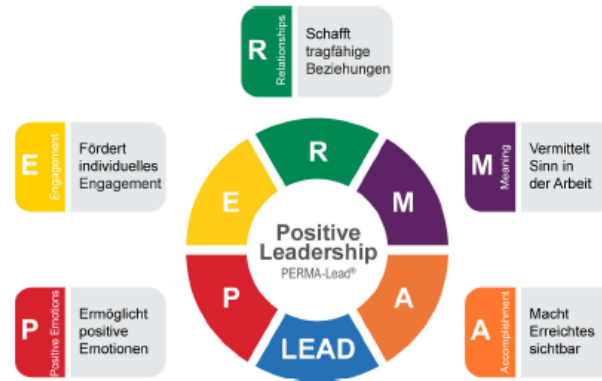 R
Relationships
Schafft
tragfähige
Beziehungen
E
Engagement
Fördert
individuelles
Engagement
M
Meaning
Vermittelt
Sinn in
der Arbeit
P
Positive Emotions
Ermöglicht
positive
Emotionen
A
Accomplishment
Macht
Erreichtes
sichtbar
R
E
M
Positive
Leadership
PERMA-Lead®
P
A
LEAD